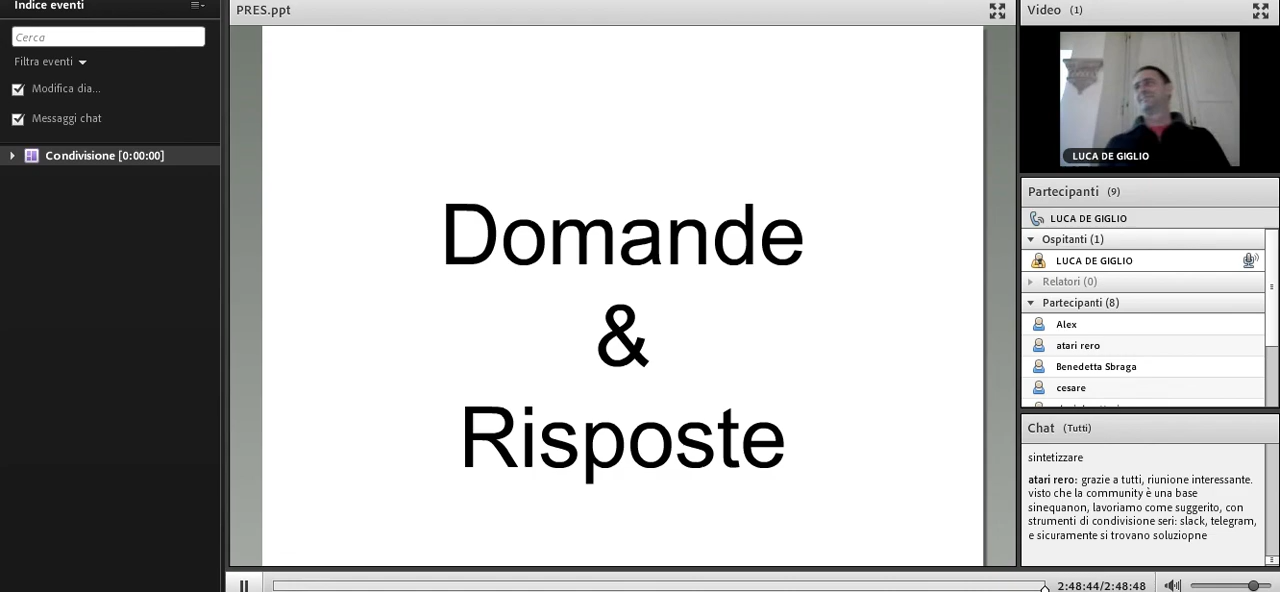 Indice eventi
Cerca
Filtra eventi
Modifica dia...
Messaggi chat
Condivisione [0:00:00]
PRES.ppt
Domande
&
Risposte
Video (1)
LUCA DE GIGLIO
Partecipanti (9)
LUCA DE GIGLIO
Ospitanti (1)
LUCA DE GIGLIO
Relatori (0)
Partecipanti (8)
Alex
atari rero
Benedetta Sbraga
cesare
Chat (Tutti)
sintetizzare
atari rero: grazie a tutti, riunione interessante.
visto che la community è una base
sinequanon, lavoriamo come suggerito, con
strumenti di condivisione seri: slack, telegram,
e sicuramente si trovano soluziopne
2:48:44/2:48:48